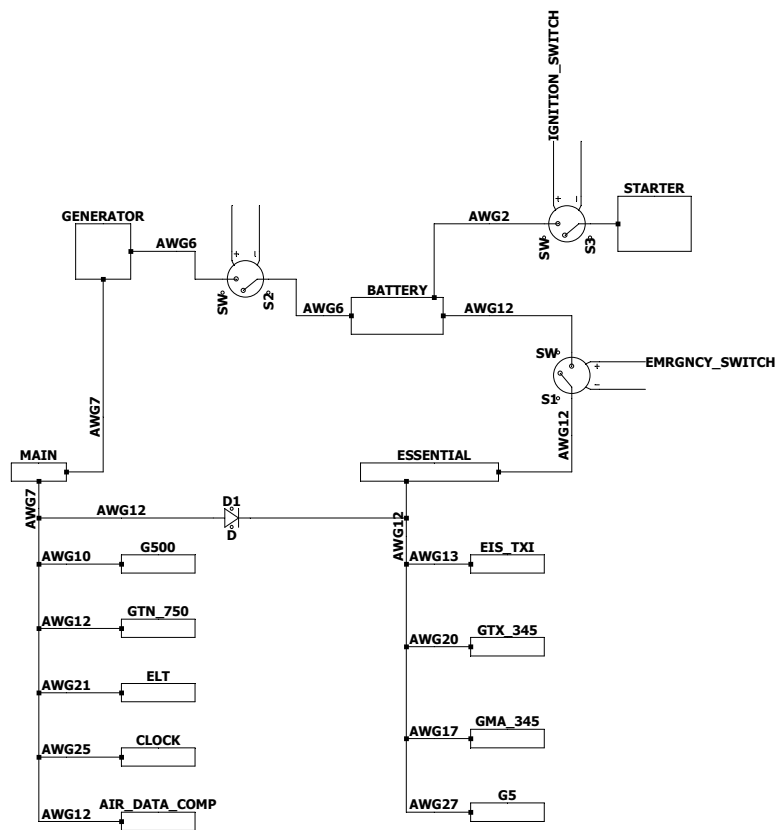 IGNITION_SWITCH
STARTER
GENERATOR
AWG2
+
-
SW
S3
AWG6
+
-
SW
S2
AWG6
BATTERY
AWG12
SW
+
-
EMRGNCY_SWITCH
S1
AWG12
AWG7
MAIN
ESSENTIAL
AWG7
AWG12
D1
D
AWG12
AWG10
G500
AWG13
EIS_TXI
AWG12
GTN_750
AWG20
GTX_345
AWG21
ELT
AWG17
GMA_345
AWG25
CLOCK
AWG27
G5
AWG12
AIR_DATA_COMP